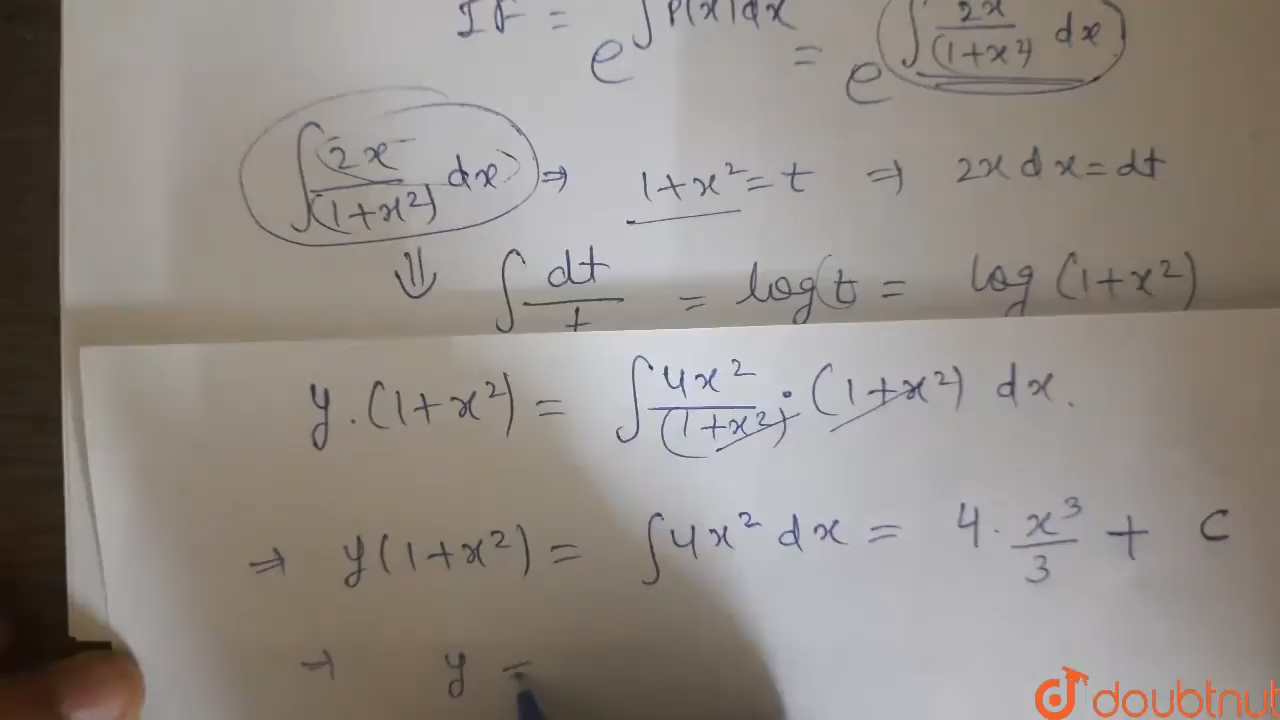 IF = e^∫P(x)dx = e^∫2x/(1+x²) dx
∫2x/(1+x²) dx ⇒ 1+x² = t ⇒ 2x dx = dt
⇓ ∫dt/t = log(t = log (1+x²)
y.(1+x²) = ∫4x²/(1+x²) · (1+x²) dx.
⇒ y(1+x²) = ∫4x² dx = 4. x³/3 + C
→ y =
doubtnut